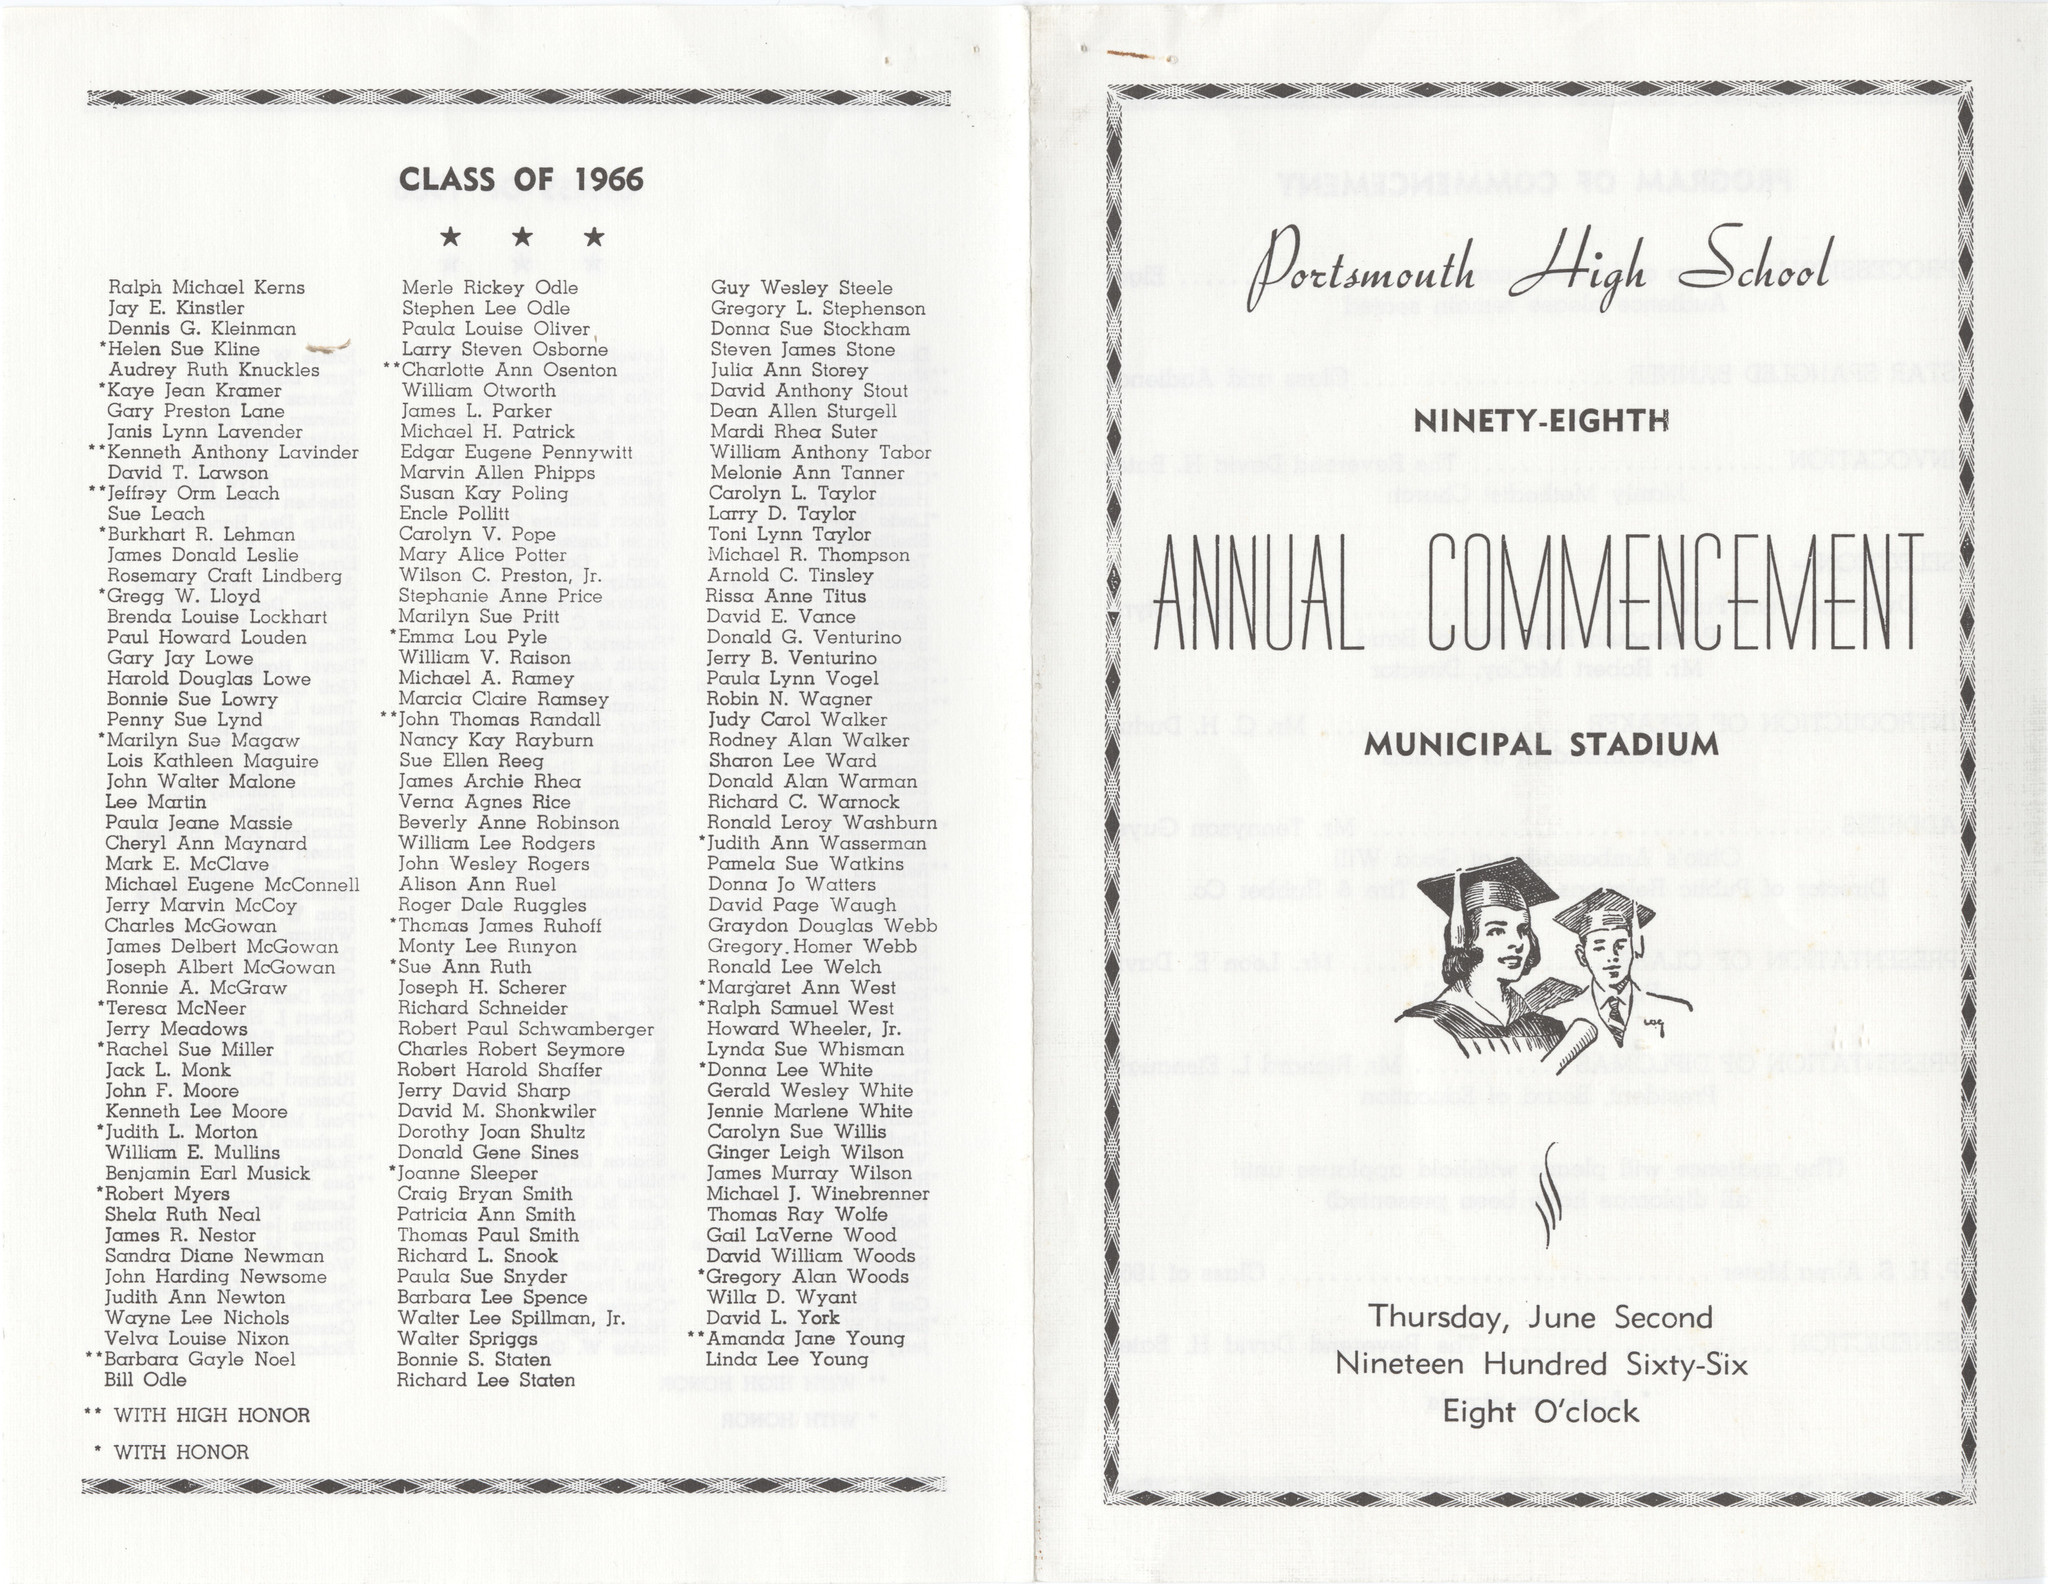 CLASS OF 1966
★ ★ ★
Ralph Michael Kerns
Jay E. Kinstler
Dennis G. Kleinman
*Helen Sue Kline
Audrey Ruth Knuckles
*Kaye Jean Kramer
Gary Preston Lane
Janis Lynn Lavender
**Kenneth Anthony Lavinder
David T. Lawson
**Jeffrey Orm Leach
Sue Leach
*Burkhart R. Lehman
James Donald Leslie
Rosemary Craft Lindberg
*Gregg W. Lloyd
Brenda Louise Lockhart
Paul Howard Louden
Gary Jay Lowe
Harold Douglas Lowe
Bonnie Sue Lowry
Penny Sue Lynd
*Marilyn Sue Magaw
Lois Kathleen Maguire
John Walter Malone
Lee Martin
Paula Jeane Massie
Cheryl Ann Maynard
Mark E. McClave
Michael Eugene McConnell
Jerry Marvin McCoy
Charles McGowan
James Delbert McGowan
Joseph Albert McGowan
Ronnie A. McGraw
*Teresa McNeer
Jerry Meadows
*Rachel Sue Miller
Jack L. Monk
John F. Moore
Kenneth Lee Moore
*Judith L. Morton
William E. Mullins
Benjamin Earl Musick
*Robert Myers
Shela Ruth Neal
James R. Nestor
Sandra Diane Newman
John Harding Newsome
Judith Ann Newton
Wayne Lee Nichols
Velva Louise Nixon
**Barbara Gayle Noel
Bill Odle
Merle Rickey Odle
Stephen Lee Odle
Paula Louise Oliver
Larry Steven Osborne
**Charlotte Ann Osenton
William Otworth
James L. Parker
Michael H. Patrick
Edgar Eugene Pennywitt
Marvin Allen Phipps
Susan Kay Poling
Encle Pollitt
Carolyn V. Pope
Mary Alice Potter
Wilson C. Preston, Jr.
Stephanie Anne Price
Marilyn Sue Pritt
*Emma Lou Pyle
William V. Raison
Michael A. Ramey
Marcia Claire Ramsey
**John Thomas Randall
Nancy Kay Rayburn
Sue Ellen Reeg
James Archie Rhea
Verna Agnes Rice
Beverly Anne Robinson
William Lee Rodgers
John Wesley Rogers
Alison Ann Ruel
Roger Dale Ruggles
*Thomas James Ruhoff
Monty Lee Runyon
*Sue Ann Ruth
Joseph H. Scherer
Richard Schneider
Robert Paul Schwamberger
Charles Robert Seymore
Robert Harold Shaffer
Jerry David Sharp
David M. Shonkwiler
Dorothy Joan Shultz
Donald Gene Sines
*Joanne Sleeper
Craig Bryan Smith
Patricia Ann Smith
Thomas Paul Smith
Richard L. Snook
Paula Sue Snyder
Barbara Lee Spence
Walter Lee Spillman, Jr.
Walter Spriggs
Bonnie S. Staten
Richard Lee Staten
Guy Wesley Steele
Gregory L. Stephenson
Donna Sue Stockham
Steven James Stone
Julia Ann Storey
David Anthony Stout
Dean Allen Sturgell
Mardi Rhea Suter
William Anthony Tabor
Melonie Ann Tanner
Carolyn L. Taylor
Larry D. Taylor
Toni Lynn Taylor
Michael R. Thompson
Arnold C. Tinsley
Rissa Anne Titus
David E. Vance
Donald G. Venturino
Jerry B. Venturino
Paula Lynn Vogel
Robin N. Wagner
Judy Carol Walker
Rodney Alan Walker
Sharon Lee Ward
Donald Alan Warman
Richard C. Warnock
Ronald Leroy Washburn
*Judith Ann Wasserman
Pamela Sue Watkins
Donna Jo Watters
David Page Waugh
Graydon Douglas Webb
Gregory Homer Webb
Ronald Lee Welch
*Margaret Ann West
*Ralph Samuel West
Howard Wheeler, Jr.
Lynda Sue Whisman
*Donna Lee White
Gerald Wesley White
Jennie Marlene White
Carolyn Sue Willis
Ginger Leigh Wilson
James Murray Wilson
Michael J. Winebrenner
Thomas Ray Wolfe
Gail LaVerne Wood
David William Woods
*Gregory Alan Woods
Willa D. Wyant
David L. York
**Amanda Jane Young
Linda Lee Young
** WITH HIGH HONOR
* WITH HONOR
Portsmouth High School
NINETY-EIGHTH
ANNUAL COMMENCEMENT
MUNICIPAL STADIUM
Thursday, June Second
Nineteen Hundred Sixty-Six
Eight O'clock